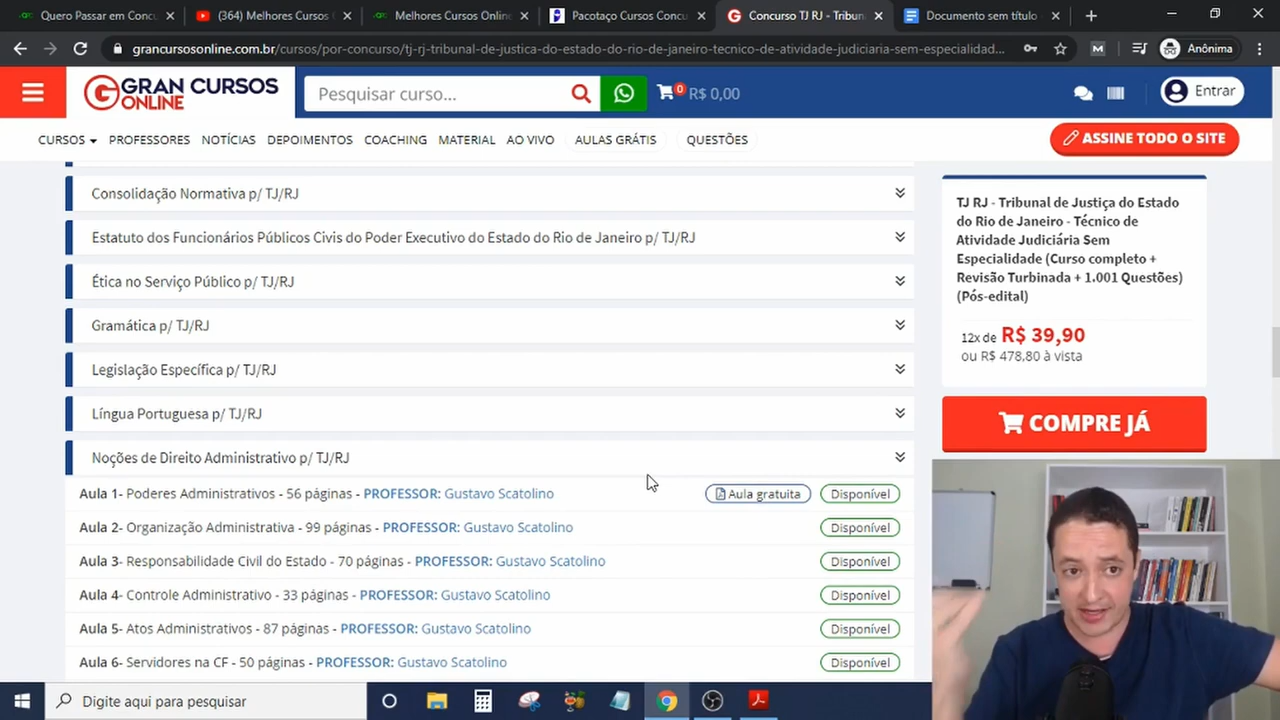 Quero Passar em Conc
(364) Melhores Cursos
Melhores Cursos Online
Pacotaço Cursos Concu
Concurso TJ RJ - Tribun
Documento sem título
grancursosonline.com.br/cursos/por-concurso/tj-rj-tribunal-de-justica-do-estado-do-rio-de-janeiro-tecnico-de-atividade-judiciaria-sem-especialidad...
M
Anônima
GRAN CURSOS
ONLINE
Pesquisar curso...
0
R$ 0,00
Entrar
CURSOS
PROFESSORES
NOTÍCIAS
DEPOIMENTOS
COACHING
MATERIAL
AO VIVO
AULAS GRÁTIS
QUESTÕES
ASSINE TODO O SITE
Consolidação Normativa p/ TJ/RJ
Estatuto dos Funcionários Públicos Civis do Poder Executivo do Estado do Rio de Janeiro p/ TJ/RJ
Ética no Serviço Público p/ TJ/RJ
Gramática p/ TJ/RJ
Legislação Específica p/ TJ/RJ
Língua Portuguesa p/ TJ/RJ
Noções de Direito Administrativo p/ TJ/RJ
Aula 1- Poderes Administrativos - 56 páginas - PROFESSOR: Gustavo Scatolino Aula gratuita Disponível
Aula 2- Organização Administrativa - 99 páginas - PROFESSOR: Gustavo Scatolino Disponível
Aula 3- Responsabilidade Civil do Estado - 70 páginas - PROFESSOR: Gustavo Scatolino Disponível
Aula 4- Controle Administrativo - 33 páginas - PROFESSOR: Gustavo Scatolino Disponível
Aula 5- Atos Administrativos - 87 páginas - PROFESSOR: Gustavo Scatolino Disponível
Aula 6- Servidores na CF - 50 páginas - PROFESSOR: Gustavo Scatolino Disponível
TJ RJ - Tribunal de Justiça do Estado
do Rio de Janeiro - Técnico de
Atividade Judiciária Sem
Especialidade (Curso completo +
Revisão Turbinada + 1.001 Questões)
(Pós-edital)
12x de R$ 39,90
ou R$ 478,80 à vista
COMPRE JÁ
Digite aqui para pesquisar